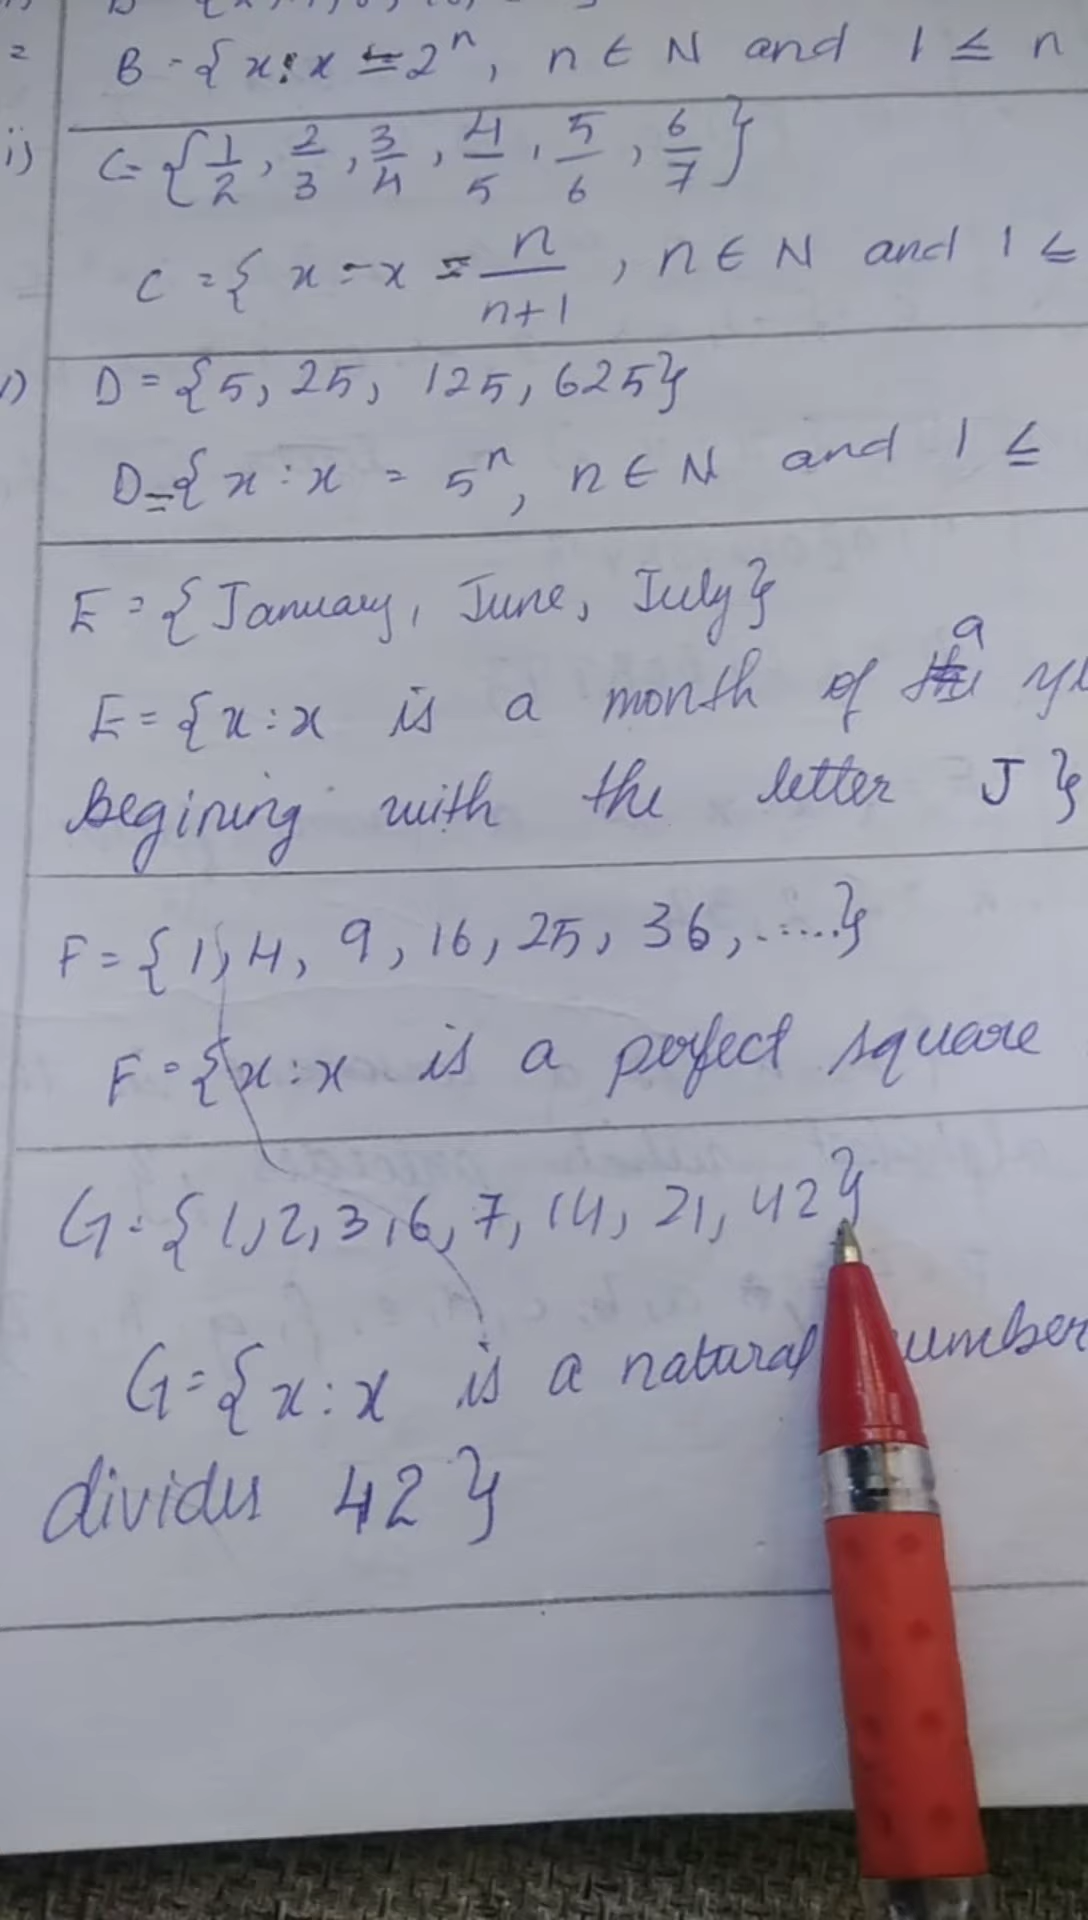 B = {x : x = 2ⁿ, n ∈ N and 1 ≤ n
ii) C = {1/2, 2/3, 3/4, 4/5, 5/6, 6/7}
C = {x - x = n/(n+1), n ∈ N and 1 ≤
D = {5, 25, 125, 625}
D = {x : x = 5ⁿ, n ∈ N and 1 ≤
E = {January, June, July}
E = {x : x is a month of a
begining with the letter J}
F = {1, 4, 9, 16, 25, 36, ......}
F = {x : x is a perfect square
G = {1, 2, 3, 6, 7, 14, 21, 42}
G = {x : x is a natural number
divides 42}